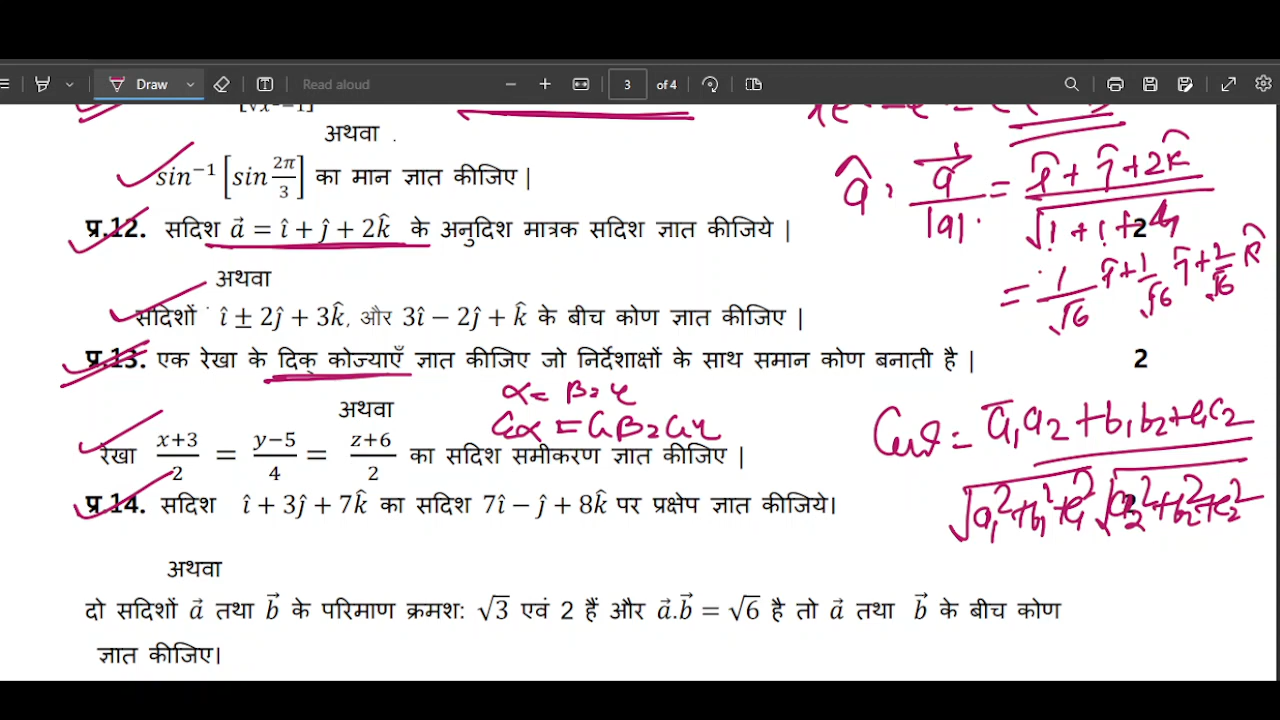 Draw Read aloud 3 of 4
अथवा .
sin⁻¹ [sin 2π/3] का मान ज्ञात कीजिए |
प्र.12. सदिश a⃗ = î + ĵ + 2k̂ के अनुदिश मात्रक सदिश ज्ञात कीजिये | 2
â = a⃗/|a| = (î + ĵ + 2k̂)/√(1 + 1 + 4)
= 1/√6 î + 1/√6 ĵ + 2/√6 k̂
अथवा
सदिशों î ± 2ĵ + 3k̂, और 3î − 2ĵ + k̂ के बीच कोण ज्ञात कीजिए |
प्र.13. एक रेखा के दिक् कोज्याएँ ज्ञात कीजिए जो निर्देशाक्षों के साथ समान कोण बनाती है | 2
α = β = γ
अथवा
Cosα = Cosβ = Cosγ
रेखा (x+3)/2 = (y−5)/4 = (z+6)/2 का सदिश समीकरण ज्ञात कीजिए |
Cosθ = a₁a₂ + b₁b₂ + c₁c₂ / √(a₁² + b₁² + c₁²) √(a₂² + b₂² + c₂²)
प्र 14. सदिश î + 3ĵ + 7k̂ का सदिश 7î − ĵ + 8k̂ पर प्रक्षेप ज्ञात कीजिये।
अथवा
दो सदिशों a⃗ तथा b⃗ के परिमाण क्रमश: √3 एवं 2 हैं और a⃗.b⃗ = √6 है तो a⃗ तथा b⃗ के बीच कोण
ज्ञात कीजिए।